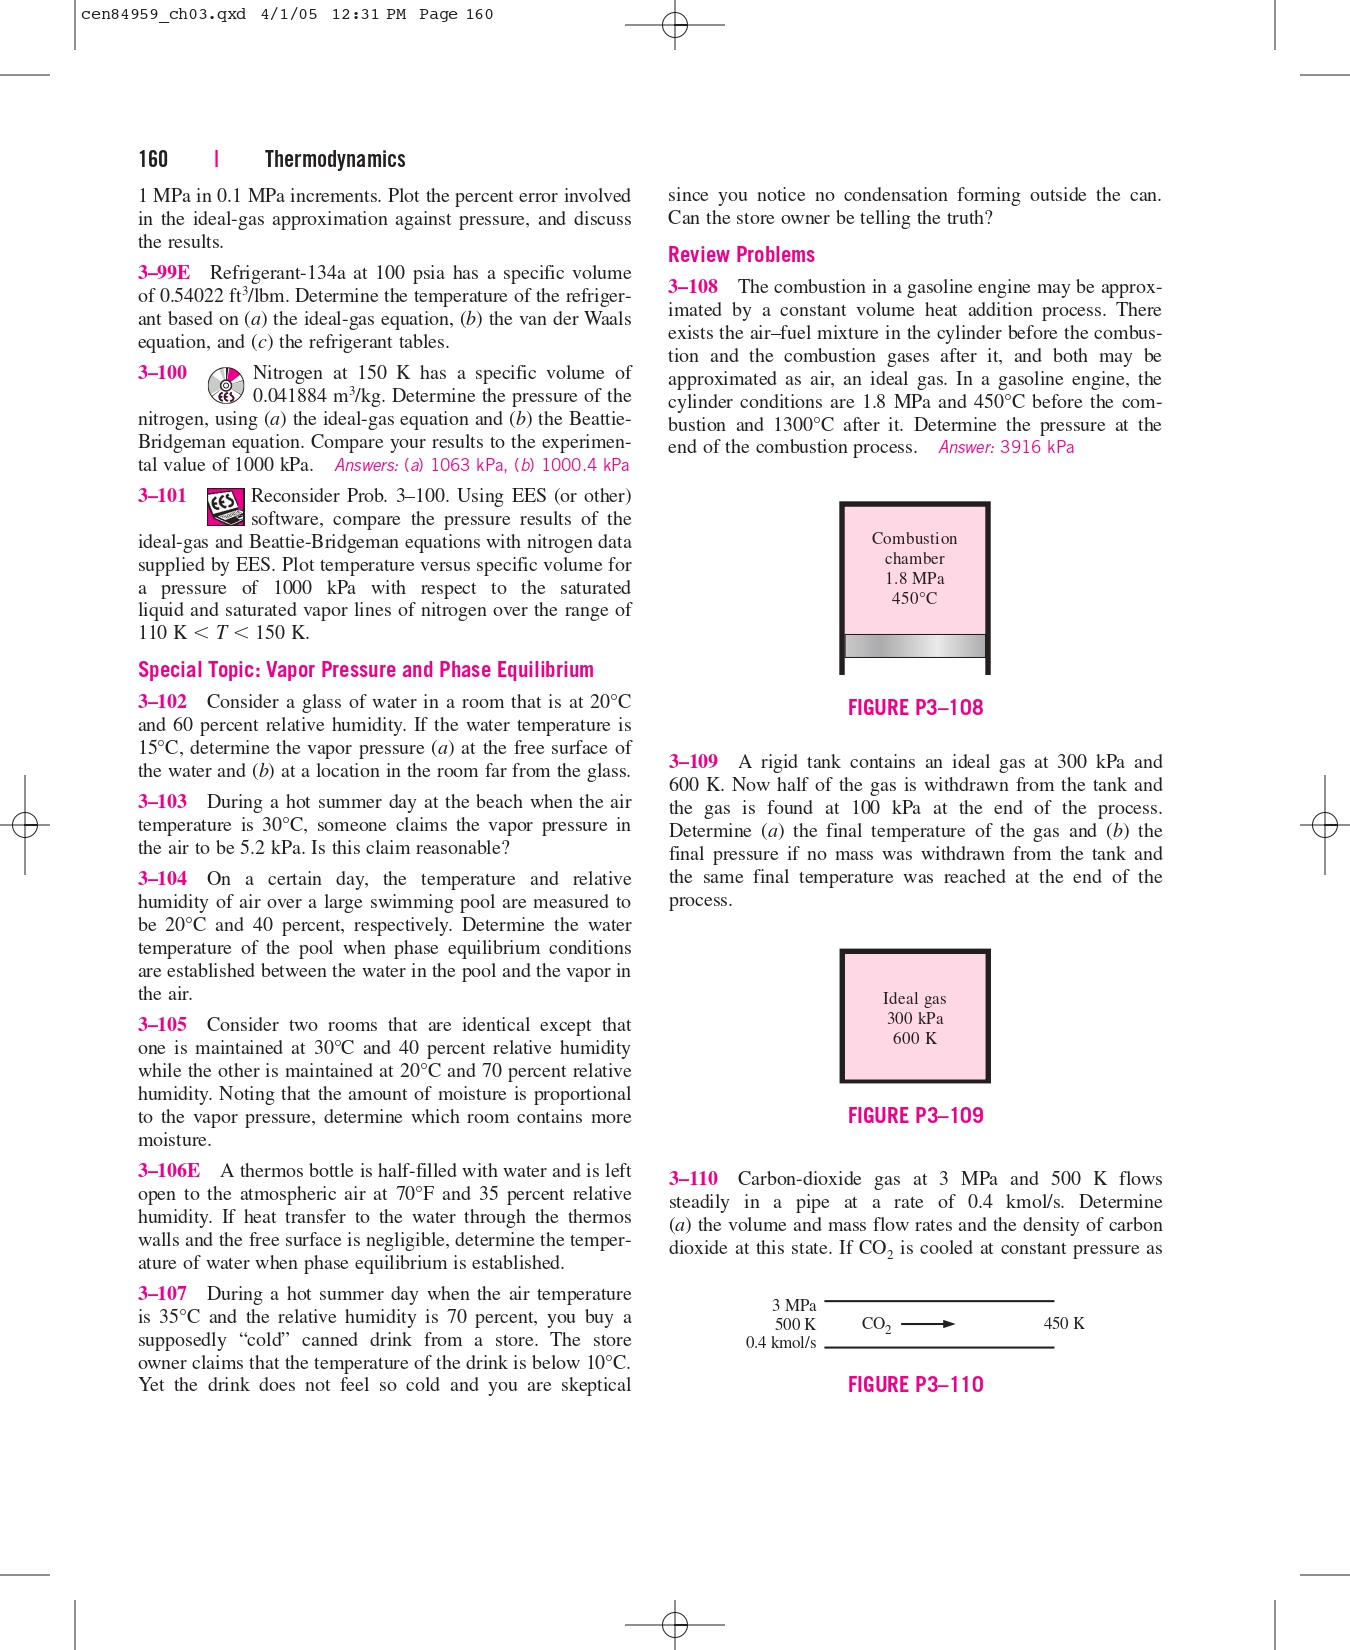 cen84959_ch03.qxd 4/1/05 12:31 PM Page 160
160 | Thermodynamics
1 MPa in 0.1 MPa increments. Plot the percent error involved
in the ideal-gas approximation against pressure, and discuss
the results.
3–99E Refrigerant-134a at 100 psia has a specific volume
of 0.54022 ft³/lbm. Determine the temperature of the refriger-
ant based on (a) the ideal-gas equation, (b) the van der Waals
equation, and (c) the refrigerant tables.
3–100 EES Nitrogen at 150 K has a specific volume of
0.041884 m³/kg. Determine the pressure of the
nitrogen, using (a) the ideal-gas equation and (b) the Beattie-
Bridgeman equation. Compare your results to the experimen-
tal value of 1000 kPa. Answers: (a) 1063 kPa, (b) 1000.4 kPa
3–101 EES Reconsider Prob. 3–100. Using EES (or other)
software, compare the pressure results of the
ideal-gas and Beattie-Bridgeman equations with nitrogen data
supplied by EES. Plot temperature versus specific volume for
a pressure of 1000 kPa with respect to the saturated
liquid and saturated vapor lines of nitrogen over the range of
110 K < T < 150 K.
Special Topic: Vapor Pressure and Phase Equilibrium
3–102 Consider a glass of water in a room that is at 20°C
and 60 percent relative humidity. If the water temperature is
15°C, determine the vapor pressure (a) at the free surface of
the water and (b) at a location in the room far from the glass.
3–103 During a hot summer day at the beach when the air
temperature is 30°C, someone claims the vapor pressure in
the air to be 5.2 kPa. Is this claim reasonable?
3–104 On a certain day, the temperature and relative
humidity of air over a large swimming pool are measured to
be 20°C and 40 percent, respectively. Determine the water
temperature of the pool when phase equilibrium conditions
are established between the water in the pool and the vapor in
the air.
3–105 Consider two rooms that are identical except that
one is maintained at 30°C and 40 percent relative humidity
while the other is maintained at 20°C and 70 percent relative
humidity. Noting that the amount of moisture is proportional
to the vapor pressure, determine which room contains more
moisture.
3–106E A thermos bottle is half-filled with water and is left
open to the atmospheric air at 70°F and 35 percent relative
humidity. If heat transfer to the water through the thermos
walls and the free surface is negligible, determine the temper-
ature of water when phase equilibrium is established.
3–107 During a hot summer day when the air temperature
is 35°C and the relative humidity is 70 percent, you buy a
supposedly “cold” canned drink from a store. The store
owner claims that the temperature of the drink is below 10°C.
Yet the drink does not feel so cold and you are skeptical
since you notice no condensation forming outside the can.
Can the store owner be telling the truth?
Review Problems
3–108 The combustion in a gasoline engine may be approx-
imated by a constant volume heat addition process. There
exists the air–fuel mixture in the cylinder before the combus-
tion and the combustion gases after it, and both may be
approximated as air, an ideal gas. In a gasoline engine, the
cylinder conditions are 1.8 MPa and 450°C before the com-
bustion and 1300°C after it. Determine the pressure at the
end of the combustion process. Answer: 3916 kPa
Combustion
chamber
1.8 MPa
450°C
FIGURE P3–108
3–109 A rigid tank contains an ideal gas at 300 kPa and
600 K. Now half of the gas is withdrawn from the tank and
the gas is found at 100 kPa at the end of the process.
Determine (a) the final temperature of the gas and (b) the
final pressure if no mass was withdrawn from the tank and
the same final temperature was reached at the end of the
process.
Ideal gas
300 kPa
600 K
FIGURE P3–109
3–110 Carbon-dioxide gas at 3 MPa and 500 K flows
steadily in a pipe at a rate of 0.4 kmol/s. Determine
(a) the volume and mass flow rates and the density of carbon
dioxide at this state. If CO₂ is cooled at constant pressure as
3 MPa
500 K CO₂ 450 K
0.4 kmol/s
FIGURE P3–110